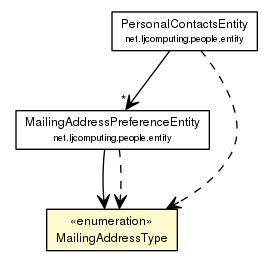 PersonalContactsEntity
net.ljcomputing.people.entity
*
MailingAddressPreferenceEntity
net.ljcomputing.people.entity
«enumeration»
MailingAddressType